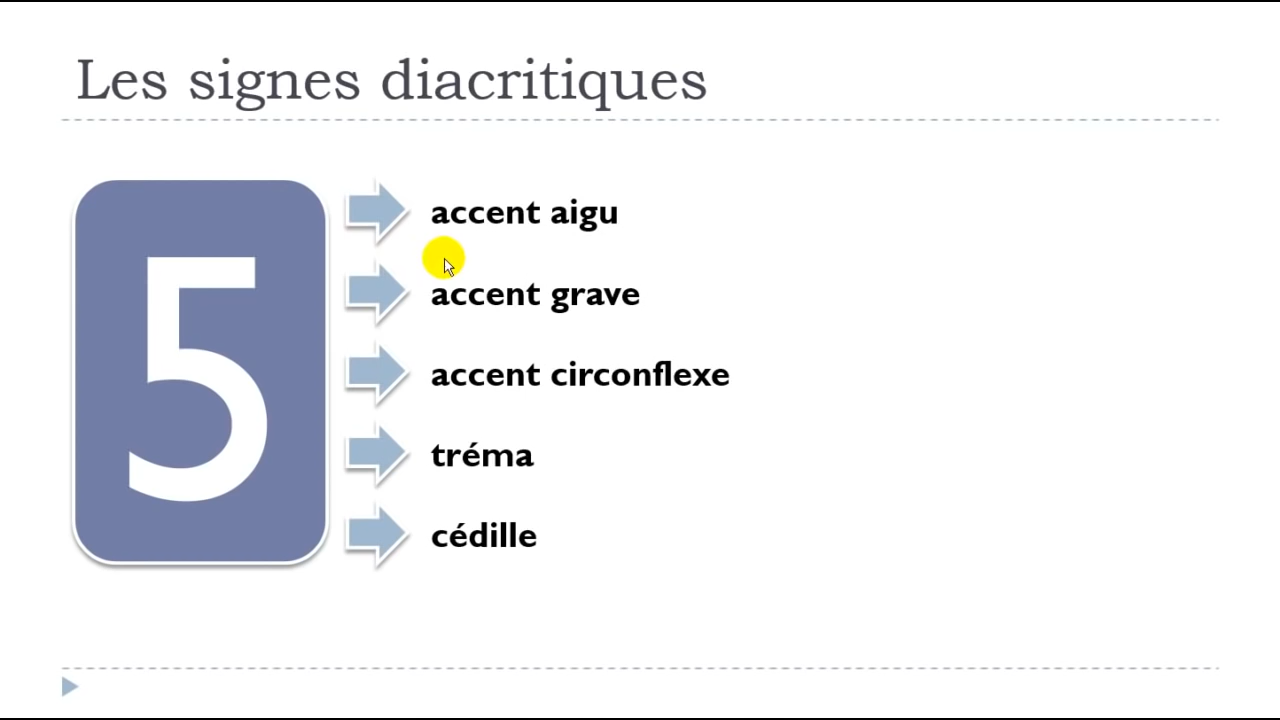 Les signes diacritiques
5
accent aigu
accent grave
accent circonflexe
tréma
cédille